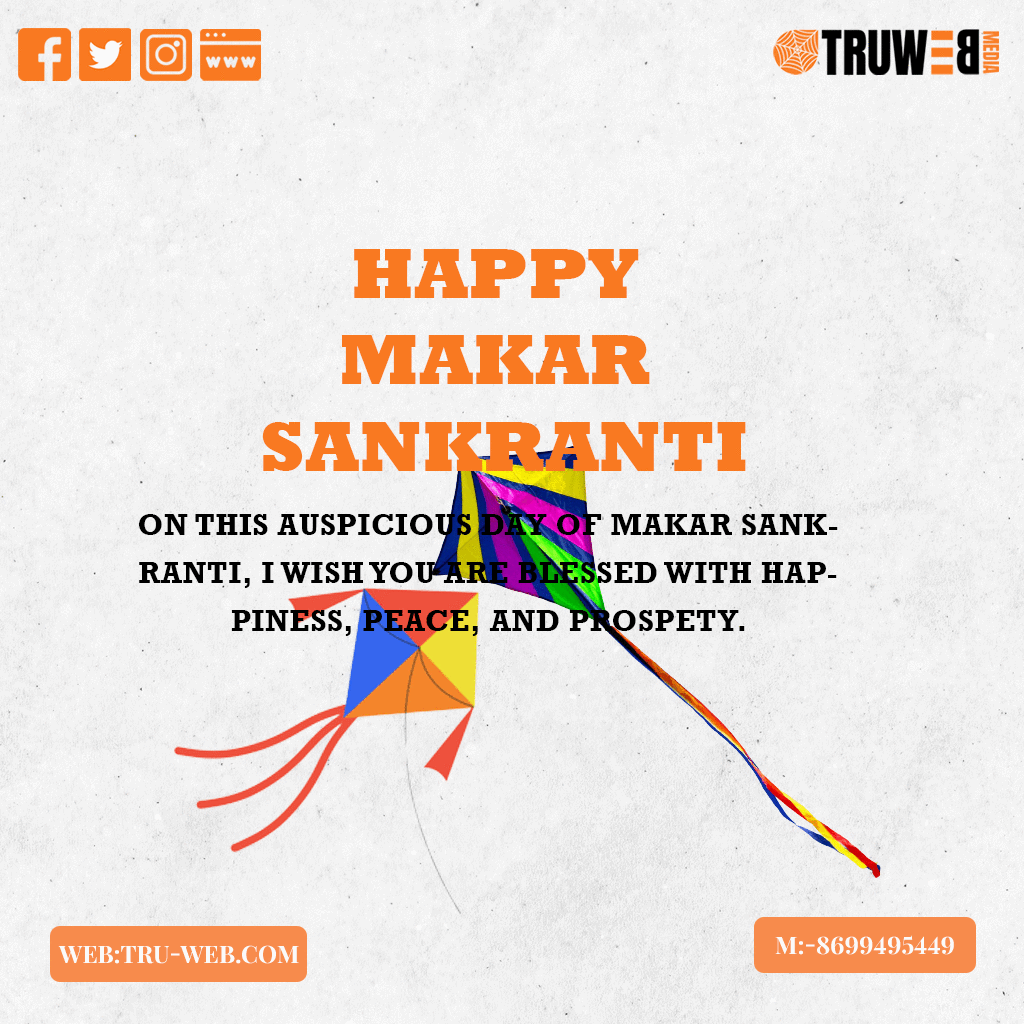 www
TRUWEB
MEDIA
HAPPY
MAKAR
SANKRANTI
ON THIS AUSPICIOUS DAY OF MAKAR SANK-
RANTI, I WISH YOU ARE BLESSED WITH HAP-
PINESS, PEACE, AND PROSPETY.
WEB:TRU-WEB.COM
M:-8699495449